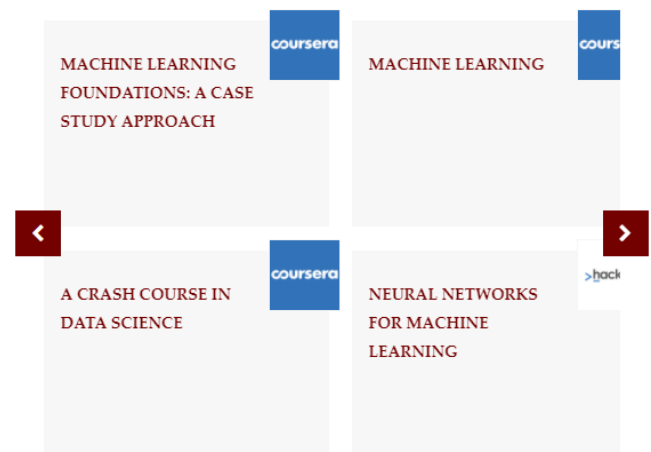 coursera
MACHINE LEARNING
FOUNDATIONS: A CASE
STUDY APPROACH
cours
MACHINE LEARNING
coursera
A CRASH COURSE IN
DATA SCIENCE
>hack
NEURAL NETWORKS
FOR MACHINE
LEARNING